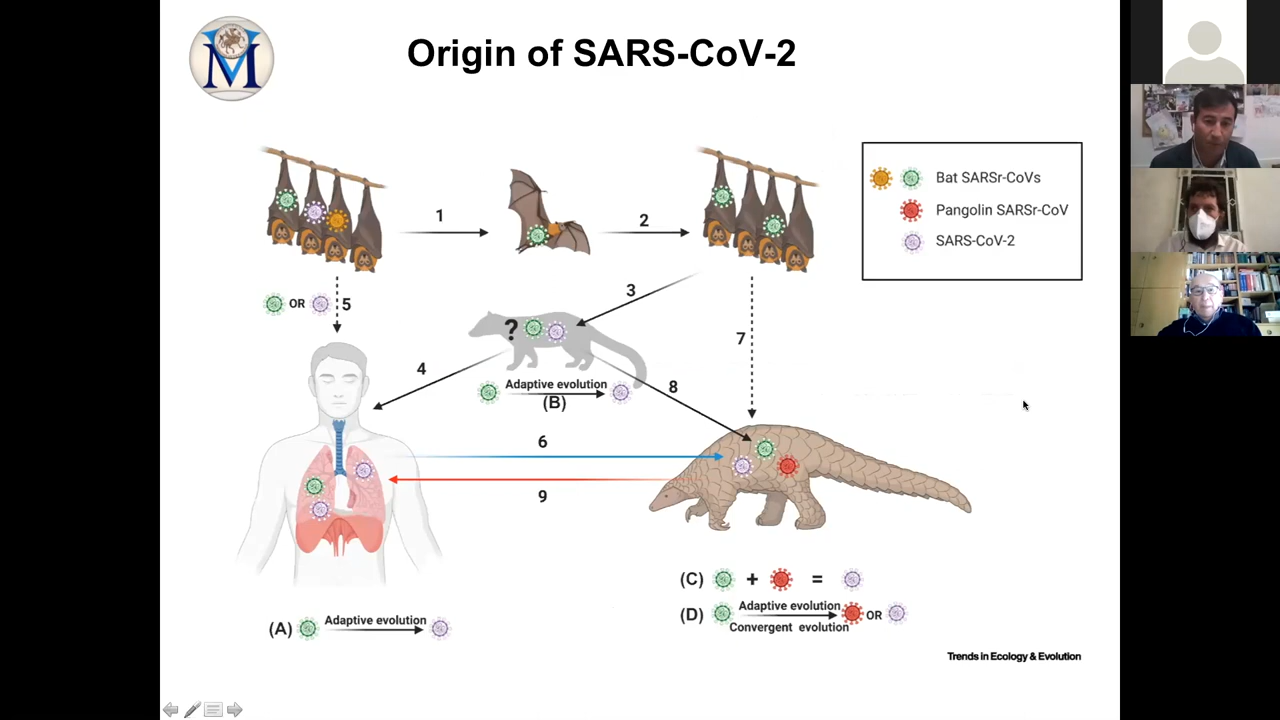 VM
Origin of SARS-CoV-2
Bat SARSr-CoVs
Pangolin SARSr-CoV
SARS-CoV-2
1
2
3
OR
5
?
7
4
Adaptive evolution
(B)
8
6
9
(C) + =
(D) Adaptive evolution OR
Convergent evolution
(A) Adaptive evolution
Trends in Ecology & Evolution